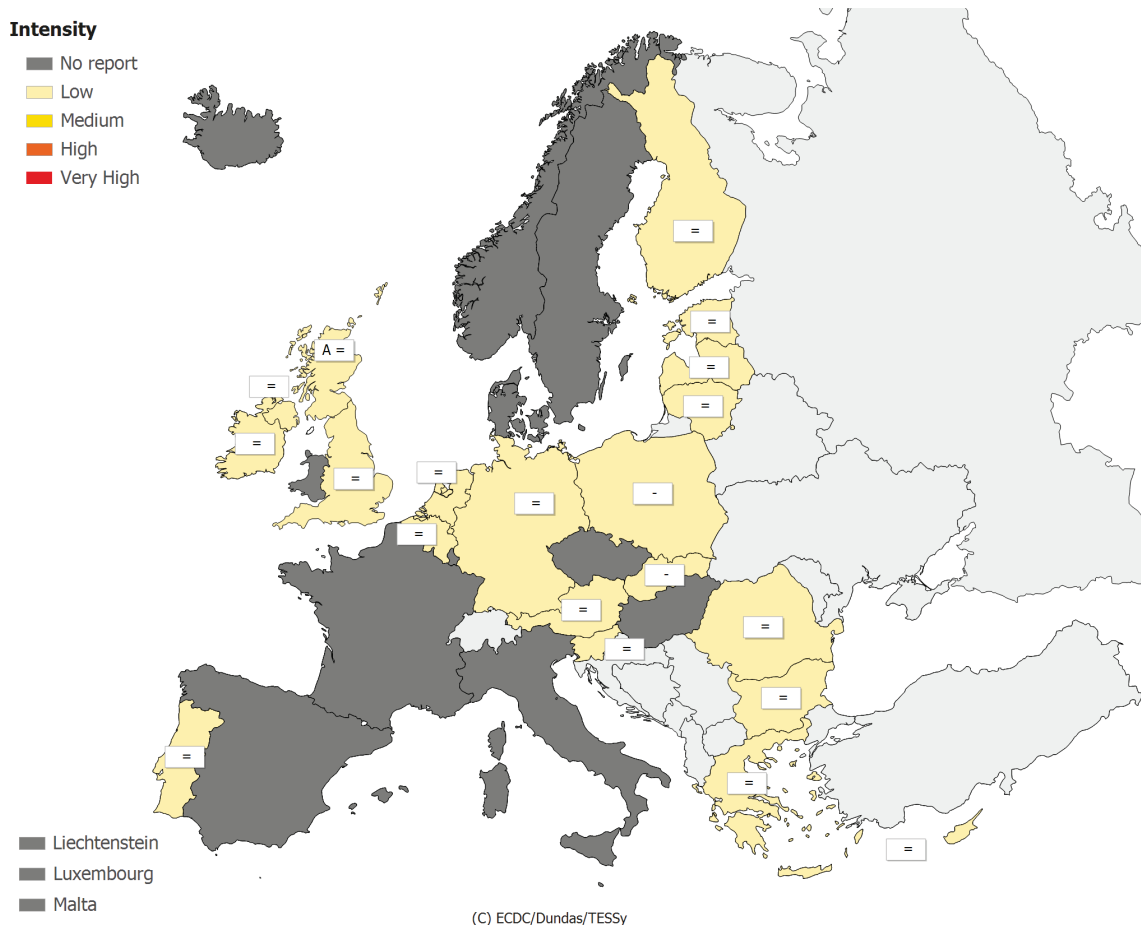 Intensity
No report
Low
Medium
High
Very High
=
=
A =
=
=
=
=
=
=
=
-
=
=
-
=
=
=
=
=
=
=
Liechtenstein
Luxembourg
Malta
(C) ECDC/Dundas/TESSy